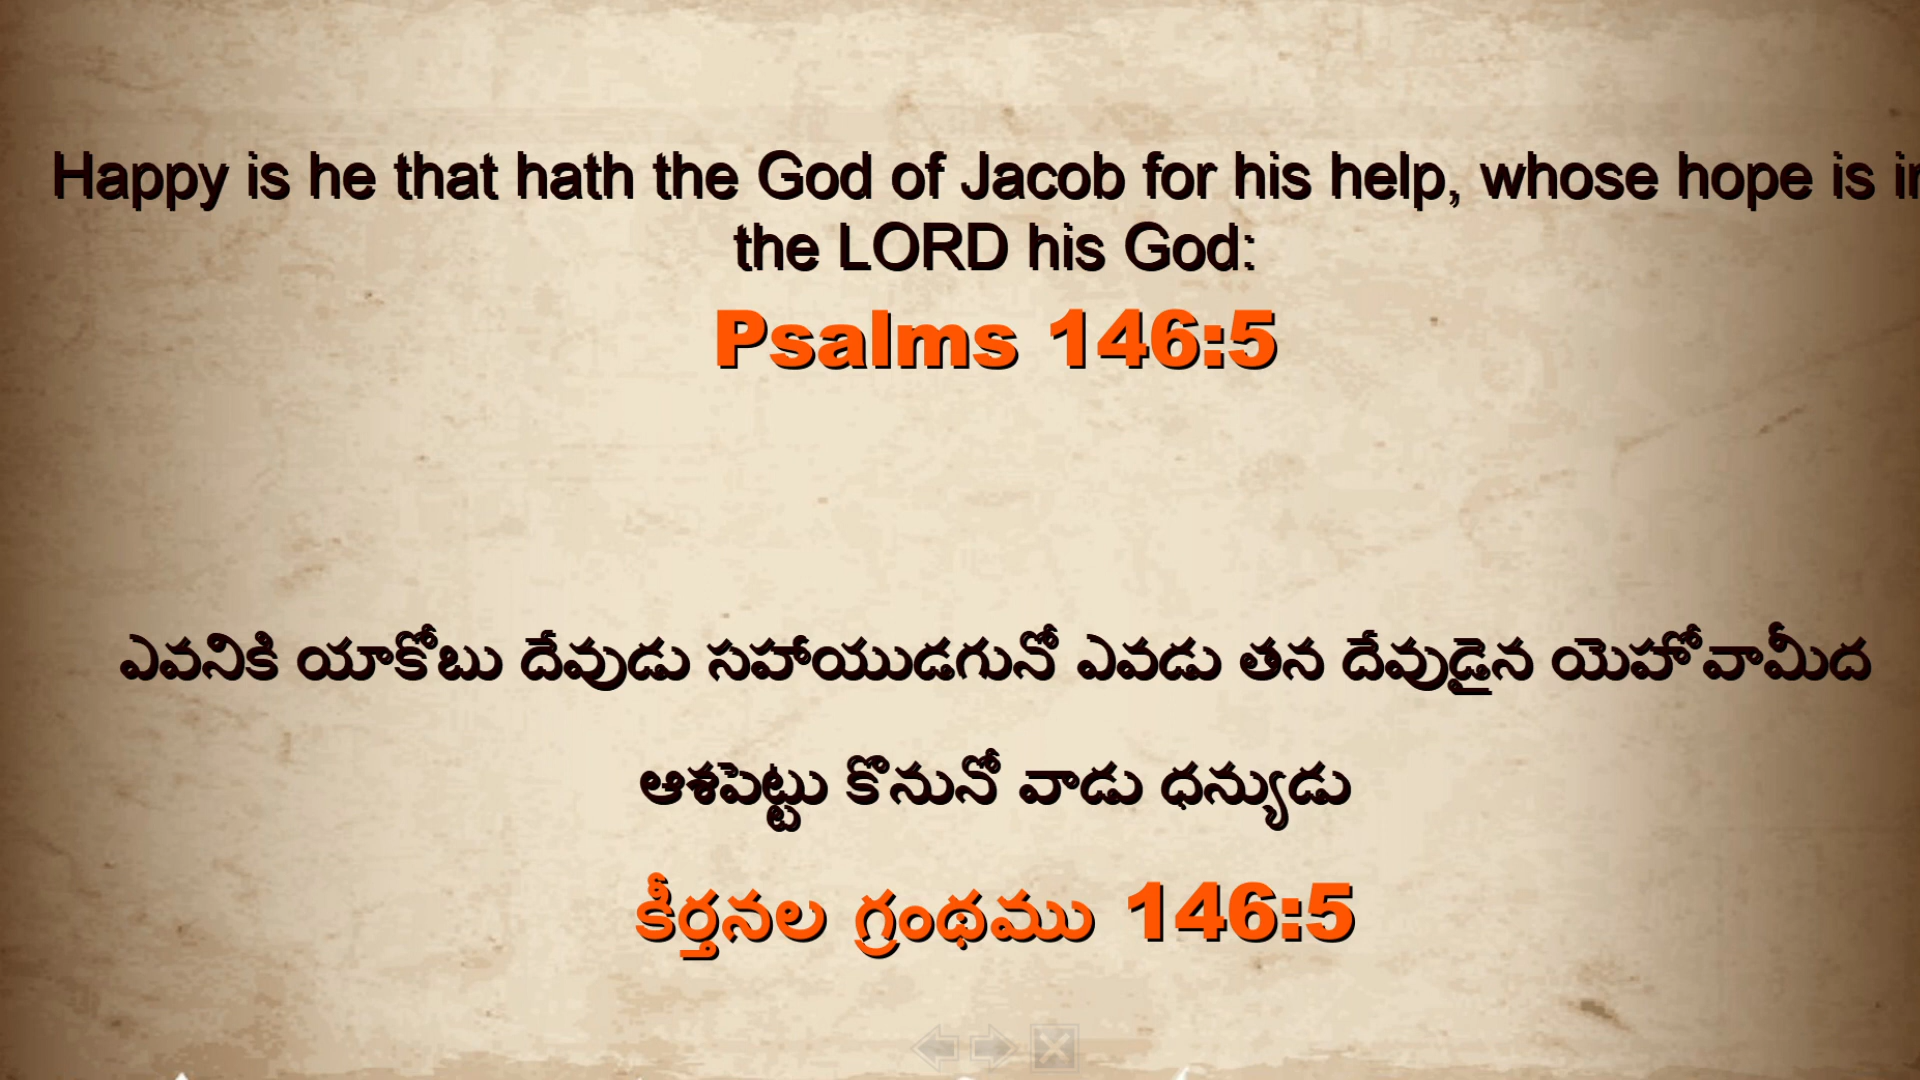 Happy is he that hath the God of Jacob for his help, whose hope is in
the LORD his God:
Psalms 146:5
ఎవనికి యాకోబు దేవుడు సహాయుడగునో ఎవడు తన దేవుడైన యెహోవామీద
ఆశపెట్టు కొనునో వాడు ధన్యుడు
కీర్తనల గ్రంథము 146:5